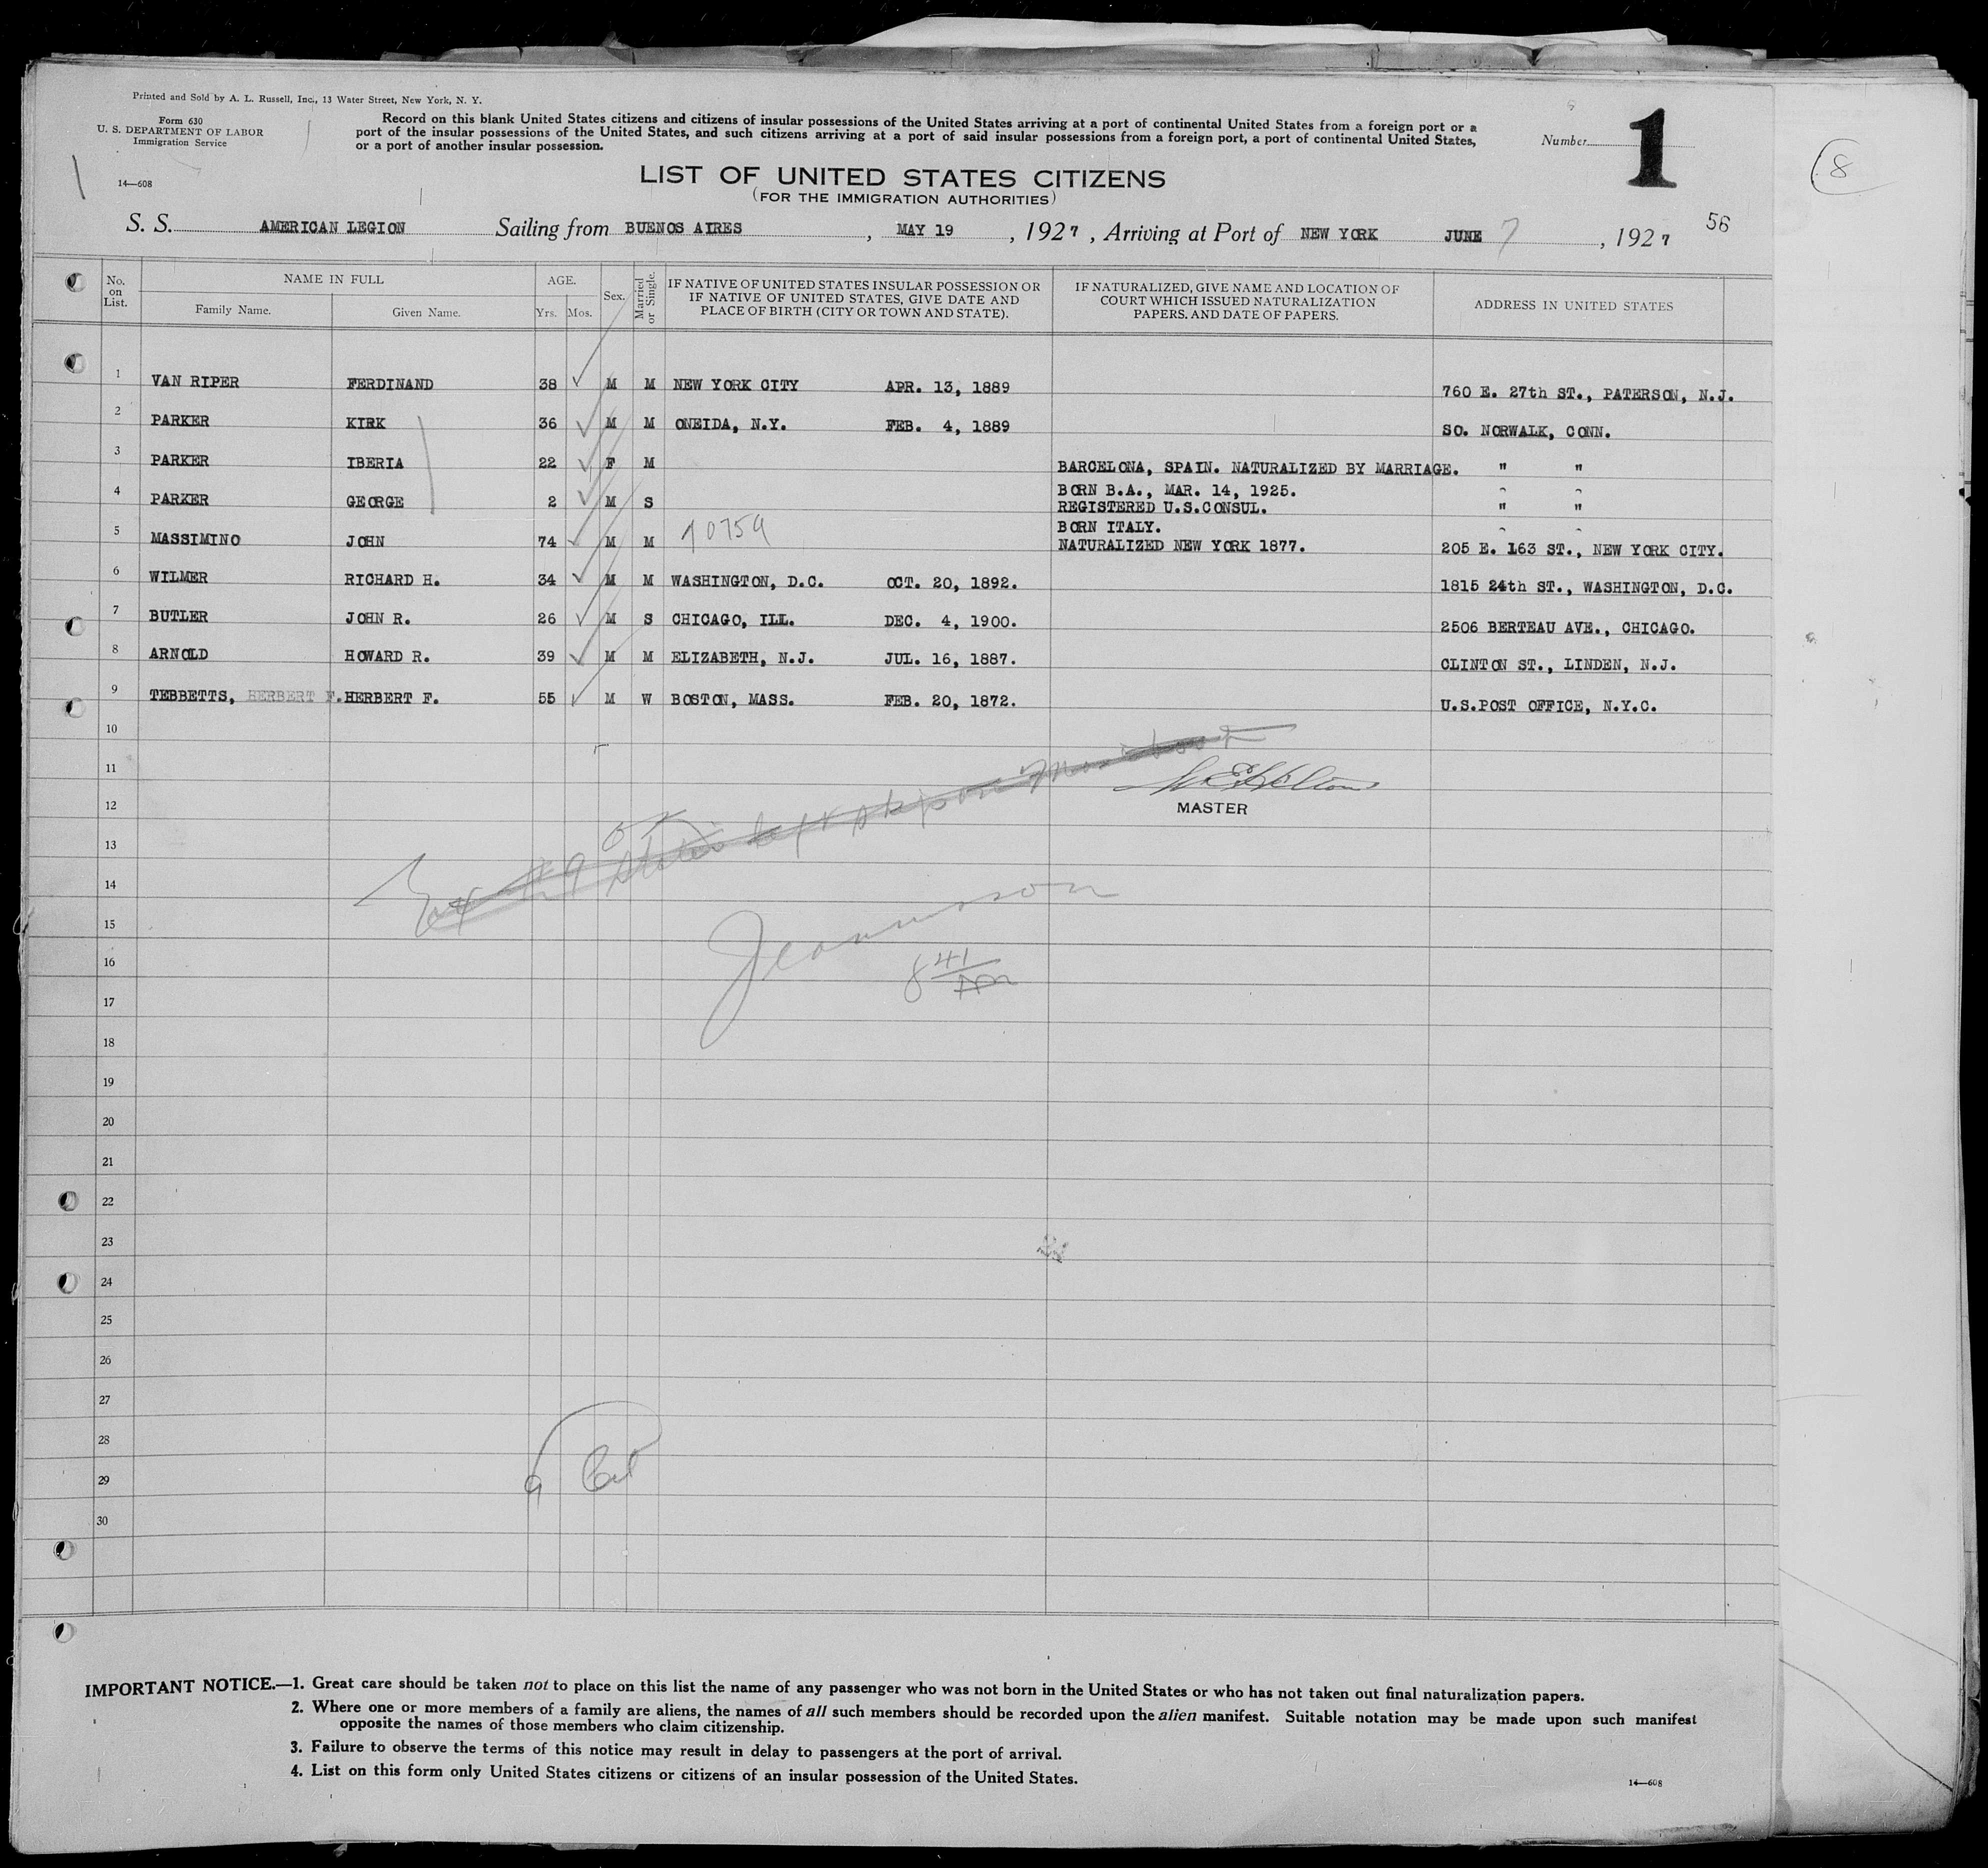 Printed and Sold by A. L. Russell, Inc., 13 Water Street, New York, N. Y.
Form 630
U. S. DEPARTMENT OF LABOR
Immigration Service
14—608
Record on this blank United States citizens and citizens of insular possessions of the United States arriving at a port of continental United States from a foreign port or a
port of the insular possessions of the United States, and such citizens arriving at a port of said insular possessions from a foreign port, a port of continental United States,
or a port of another insular possession.
Number 1
8
LIST OF UNITED STATES CITIZENS
(FOR THE IMMIGRATION AUTHORITIES)
56
S. S. AMERICAN LEGION Sailing from BUENOS AIRES, MAY 19, 1927, Arriving at Port of NEW YORK JUNE 7, 1927
No. on List. NAME IN FULL Family Name. Given Name. AGE. Yrs. Mos. Sex. Married or Single. IF NATIVE OF UNITED STATES INSULAR POSSESSION OR IF NATIVE OF UNITED STATES, GIVE DATE AND PLACE OF BIRTH (CITY OR TOWN AND STATE). IF NATURALIZED, GIVE NAME AND LOCATION OF COURT WHICH ISSUED NATURALIZATION PAPERS. AND DATE OF PAPERS. ADDRESS IN UNITED STATES
1 VAN RIPER FERDINAND 38 M M NEW YORK CITY APR. 13, 1889 760 E. 27th ST., PATERSON, N.J.
2 PARKER KIRK 36 M M ONEIDA, N.Y. FEB. 4, 1889 SO. NORWALK, CONN.
3 PARKER IBERIA 22 F M BARCELONA, SPAIN. NATURALIZED BY MARRIAGE. " "
4 PARKER GEORGE 2 M S BORN B.A., MAR. 14, 1925.
REGISTERED U.S.CONSUL. " "
5 MASSIMINO JOHN 74 M M 70759 BORN ITALY.
NATURALIZED NEW YORK 1877. 205 E. 163 ST., NEW YORK CITY.
6 WILMER RICHARD H. 34 M M WASHINGTON, D.C. OCT. 20, 1892. 1815 24th ST., WASHINGTON, D.C.
7 BUTLER JOHN R. 26 M S CHICAGO, ILL. DEC. 4, 1900. 2506 BERTEAU AVE., CHICAGO.
8 ARNOLD HOWARD R. 39 M M ELIZABETH, N.J. JUL. 16, 1887. CLINTON ST., LINDEN, N.J.
9 TEBBETTS, HERBERT F. HERBERT F. 55 M W BOSTON, MASS. FEB. 20, 1872. U.S.POST OFFICE, N.Y.C.
10
11
12
MASTER
13
14
15
16
8 41/AM
17
18
19
20
21
22
23
24
25
26
27
28
29
9 Cit
30
IMPORTANT NOTICE.—1. Great care should be taken not to place on this list the name of any passenger who was not born in the United States or who has not taken out final naturalization papers.
2. Where one or more members of a family are aliens, the names of all such members should be recorded upon the alien manifest. Suitable notation may be made upon such manifest
opposite the names of those members who claim citizenship.
3. Failure to observe the terms of this notice may result in delay to passengers at the port of arrival.
4. List on this form only United States citizens or citizens of an insular possession of the United States.
14—608